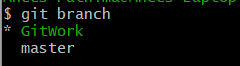 $ git branch
* GitWork
master